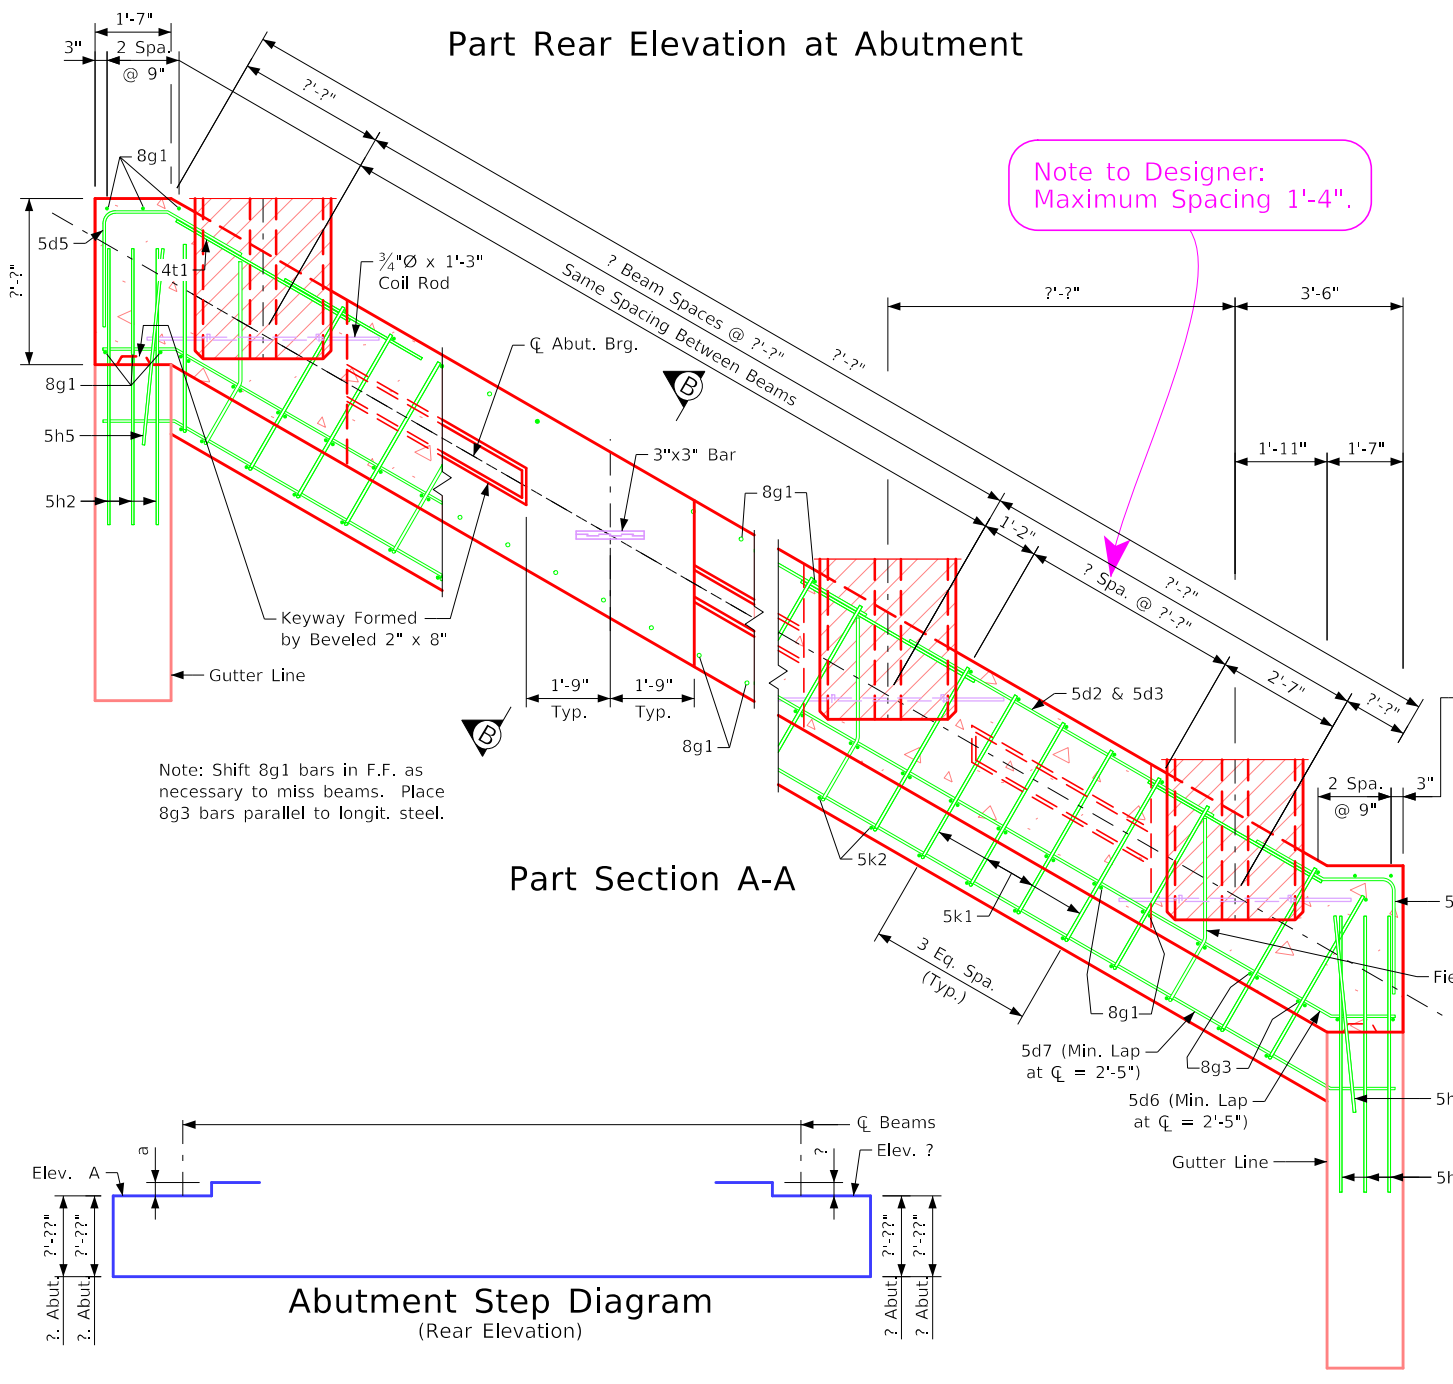 Part Rear Elevation at Abutment
1'-7"
3"
2 Spa.
@ 9"
?'-?"
8g1
5d5
?'-?"
4t1
¾"Ø x 1'-3"
Coil Rod
? Beam Spaces @ ?'-?"
Same Spacing Between Beams
?'-?"
Note to Designer:
Maximum Spacing 1'-4".
?'-?"
3'-6"
℄ Abut. Brg.
B
8g1
5h5
5h2
3"x3" Bar
8g1
1'-11"
1'-7"
1'-2"
? Spa. @ ?'-?"
?'-?"
Keyway Formed
by Beveled 2" x 8"
Gutter Line
1'-9"
Typ.
1'-9"
Typ.
B
8g1
5d2 & 5d3
2'-7"
?'-?"
Note: Shift 8g1 bars in F.F. as
necessary to miss beams. Place
8g3 bars parallel to longit. steel.
2 Spa.
@ 9"
3"
Part Section A-A
5k2
5k1
5
3 Eq. Spa.
(Typ.)
Fie
8g1
5d7 (Min. Lap
at ℄ = 2'-5")
8g3
5d6 (Min. Lap
at ℄ = 2'-5")
5h
Gutter Line
5h
℄ Beams
a
?
Elev. A
Elev. ?
?'-??"
?'-??"
?'-??"
?'-??"
?. Abut.
?. Abut.
? Abut.
? Abut.
Abutment Step Diagram
(Rear Elevation)